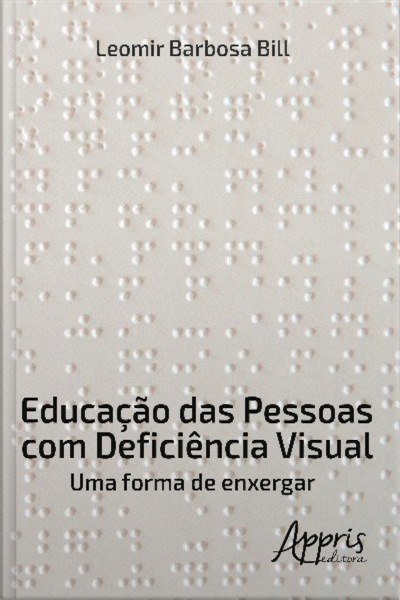 Leomir Barbosa Bill
Educação das Pessoas
com Deficiência Visual
Uma forma de enxergar
Appris
editora